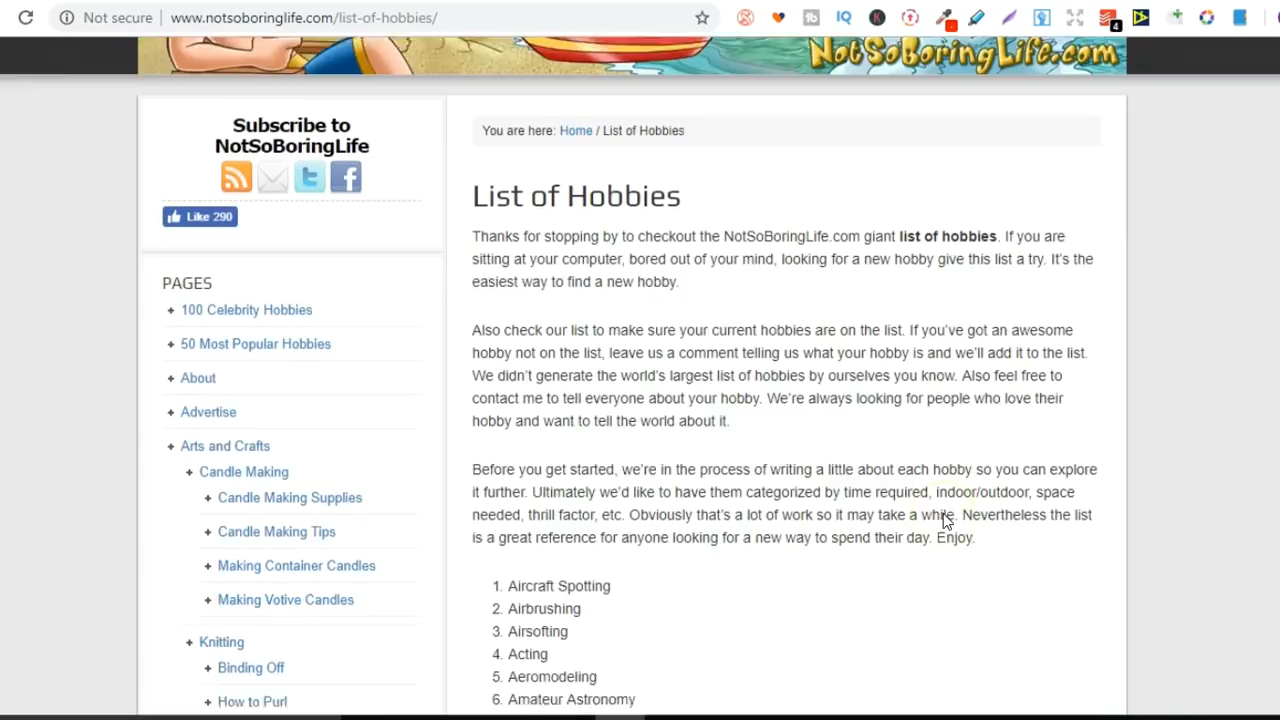 Not secure | www.notsoboringlife.com/list-of-hobbies/
tb
IQ
K
4
NotSoBoringLife.com
Subscribe to
NotSoBoringLife
Like 290
PAGES
100 Celebrity Hobbies
50 Most Popular Hobbies
About
Advertise
Arts and Crafts
Candle Making
Candle Making Supplies
Candle Making Tips
Making Container Candles
Making Votive Candles
Knitting
Binding Off
How to Purl
You are here: Home / List of Hobbies
List of Hobbies
Thanks for stopping by to checkout the NotSoBoringLife.com giant list of hobbies. If you are
sitting at your computer, bored out of your mind, looking for a new hobby give this list a try. It's the
easiest way to find a new hobby.
Also check our list to make sure your current hobbies are on the list. If you've got an awesome
hobby not on the list, leave us a comment telling us what your hobby is and we'll add it to the list.
We didn't generate the world's largest list of hobbies by ourselves you know. Also feel free to
contact me to tell everyone about your hobby. We're always looking for people who love their
hobby and want to tell the world about it.
Before you get started, we're in the process of writing a little about each hobby so you can explore
it further. Ultimately we'd like to have them categorized by time required, indoor/outdoor, space
needed, thrill factor, etc. Obviously that's a lot of work so it may take a while. Nevertheless the list
is a great reference for anyone looking for a new way to spend their day. Enjoy.
1. Aircraft Spotting
2. Airbrushing
3. Airsofting
4. Acting
5. Aeromodeling
6. Amateur Astronomy